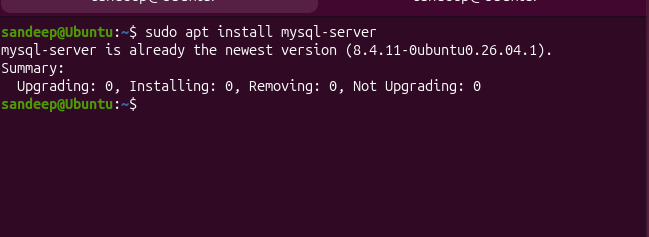 sandeep@Ubuntu:~$ sudo apt install mysql-server
mysql-server is already the newest version (8.4.11-0ubuntu0.26.04.1).
Summary:
  Upgrading: 0, Installing: 0, Removing: 0, Not Upgrading: 0
sandeep@Ubuntu:~$